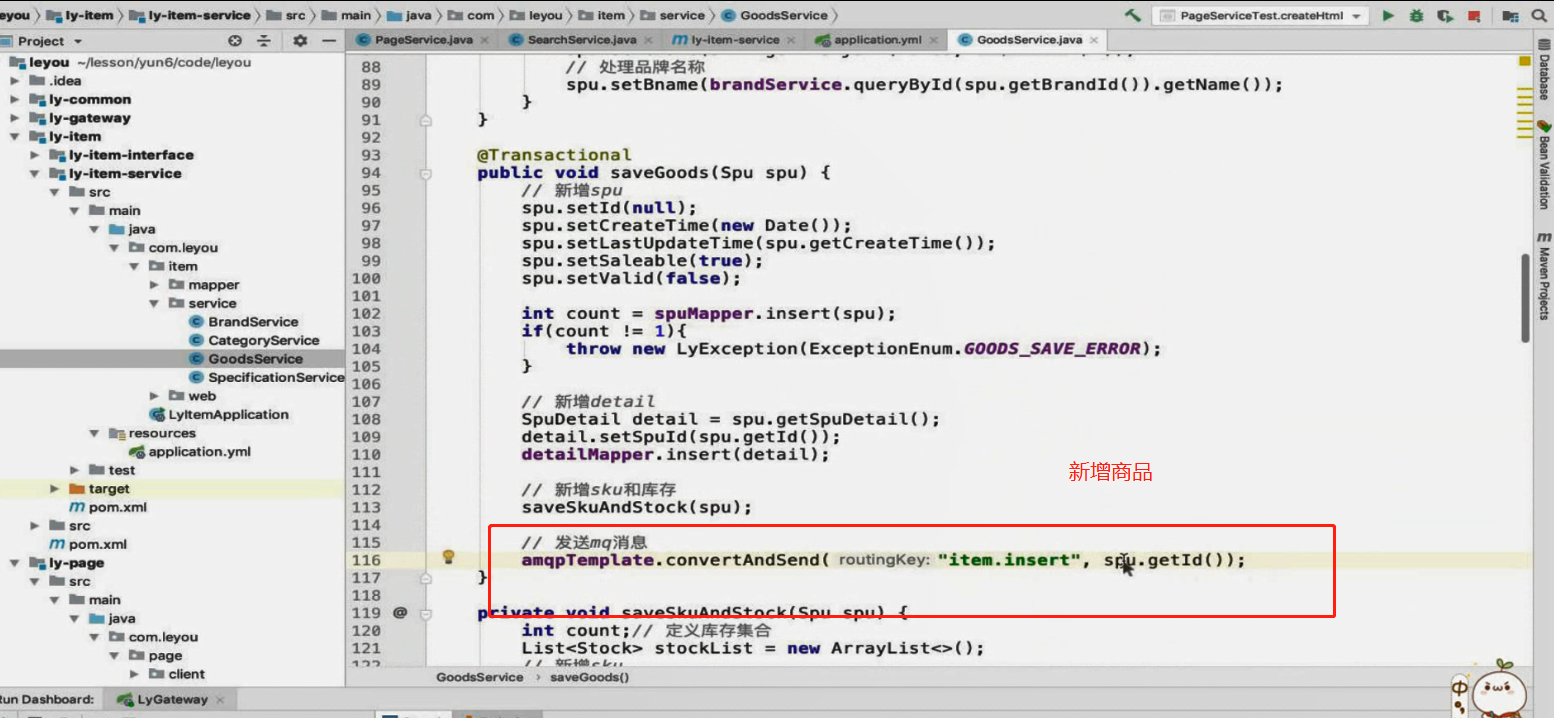 eyou ly-item ly-item-service src main java com leyou item service GoodsService
PageServiceTest.createHtml
Project
PageService.java
SearchService.java
ly-item-service
application.yml
GoodsService.java
leyou ~/lesson/yun6/code/leyou
.idea
ly-common
ly-gateway
ly-item
ly-item-interface
ly-item-service
src
main
java
com.leyou
item
mapper
service
BrandService
CategoryService
GoodsService
SpecificationService
web
LyItemApplication
resources
application.yml
test
target
pom.xml
src
pom.xml
ly-page
src
main
java
com.leyou
page
client
88 // 处理品牌名称
89 spu.setBname(brandService.queryById(spu.getBrandId()).getName());
90 }
91 }
92
93 @Transactional
94 public void saveGoods(Spu spu) {
95 // 新增spu
96 spu.setId(null);
97 spu.setCreateTime(new Date());
98 spu.setLastUpdateTime(spu.getCreateTime());
99 spu.setSaleable(true);
100 spu.setValid(false);
101
102 int count = spuMapper.insert(spu);
103 if(count != 1){
104 throw new LyException(ExceptionEnum.GOODS_SAVE_ERROR);
105 }
106
107 // 新增detail
108 SpuDetail detail = spu.getSpuDetail();
109 detail.setSpuId(spu.getId());
110 detailMapper.insert(detail);
111
新增商品
112 // 新增sku和库存
113 saveSkuAndStock(spu);
114
115 // 发送mq消息
116 amqpTemplate.convertAndSend( routingKey: "item.insert", spu.getId());
117 }
118
119 @ private void saveSkuAndStock(Spu spu) {
120 int count;// 定义库存集合
121 List<Stock> stockList = new ArrayList<>();
122 // 新增sku
GoodsService › saveGoods()
Database
Bean Validation
Maven Projects
Run Dashboard:
LyGateway
中